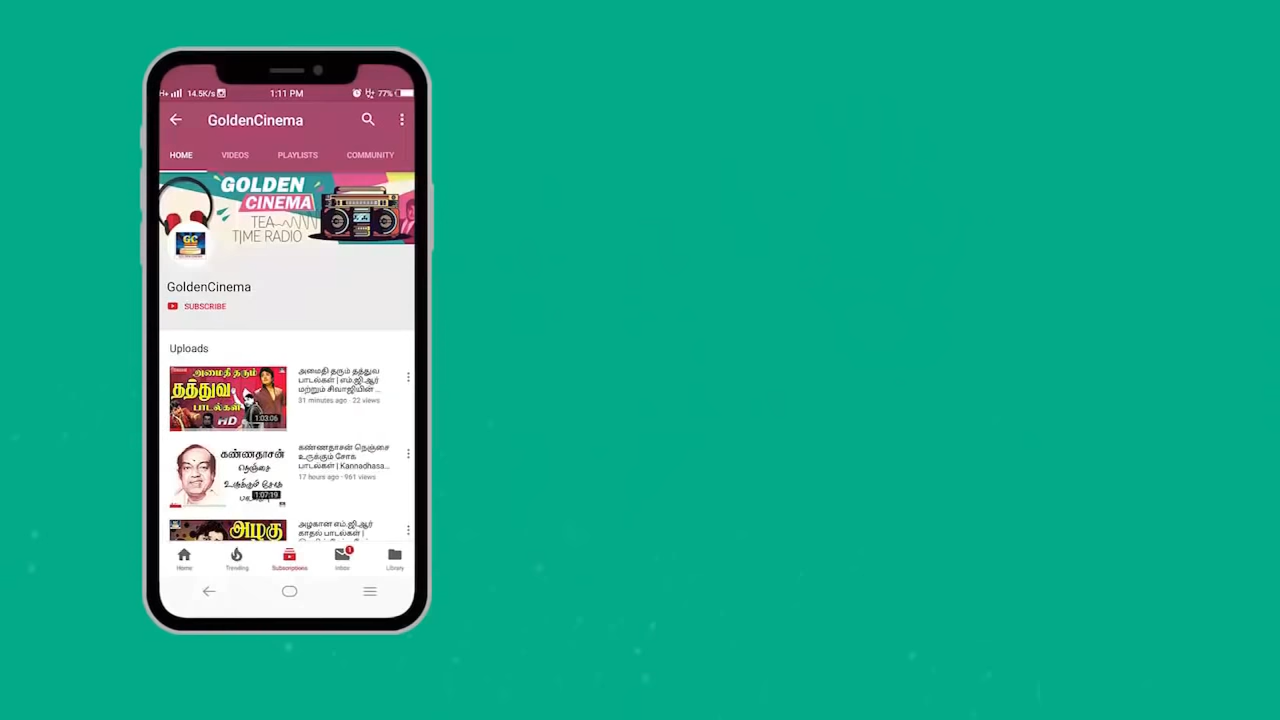 H+ 14.5K/s 1:11 PM 77%
GoldenCinema
HOME VIDEOS PLAYLISTS COMMUNITY
GOLDEN
CINEMA
TEA
TIME RADIO
GC
GoldenCinema
SUBSCRIBE
Uploads
அமைதி தரும்
தத்துவ
பாடல்கள்
HD
1:03:06
அமைதி தரும் தத்துவ
பாடல்கள் | எம்.ஜி.ஆர்
மற்றும் சிவாஜியின் ...
31 minutes ago · 22 views
கண்ணதாசன்
நெஞ்சை
உருக்கும் சோக
1:07:19
கண்ணதாசன் நெஞ்சை
உருக்கும் சோக
பாடல்கள் | Kannadhasa...
17 hours ago · 961 views
அழகு
அழகான எம்.ஜி.ஆர்
காதல் பாடல்கள் |
Home Trending Subscriptions Inbox 1 Library